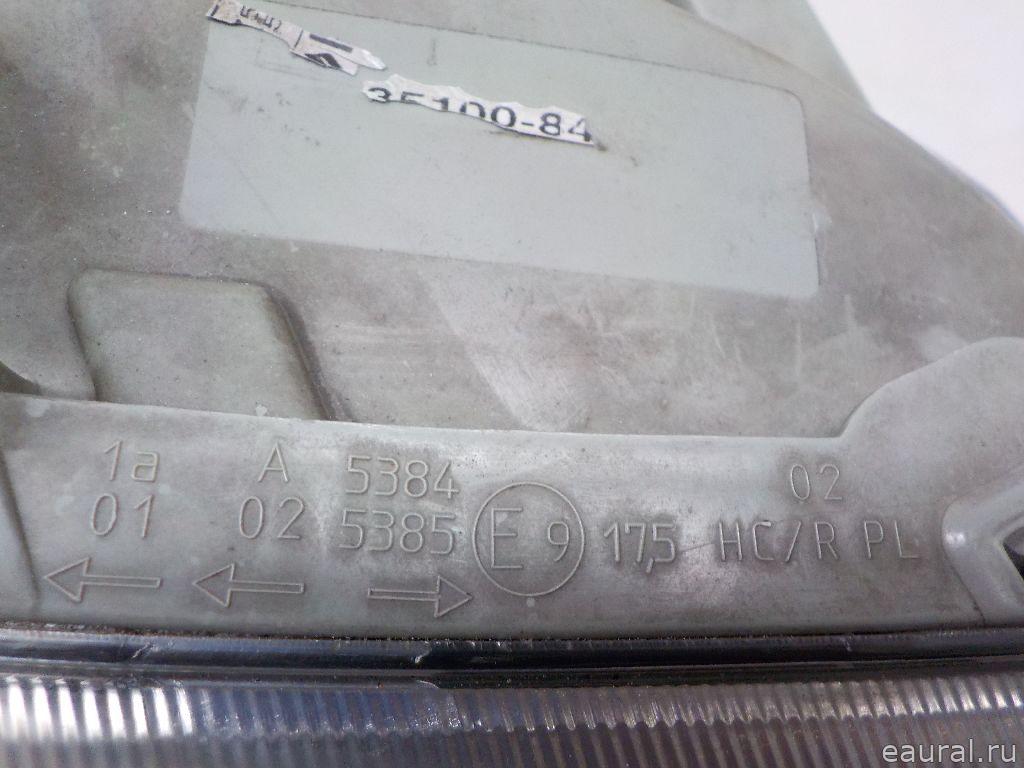 35100-84
1a A 5384 02
01 02 5385 E 9 17,5 HC/R PL
eaural.ru